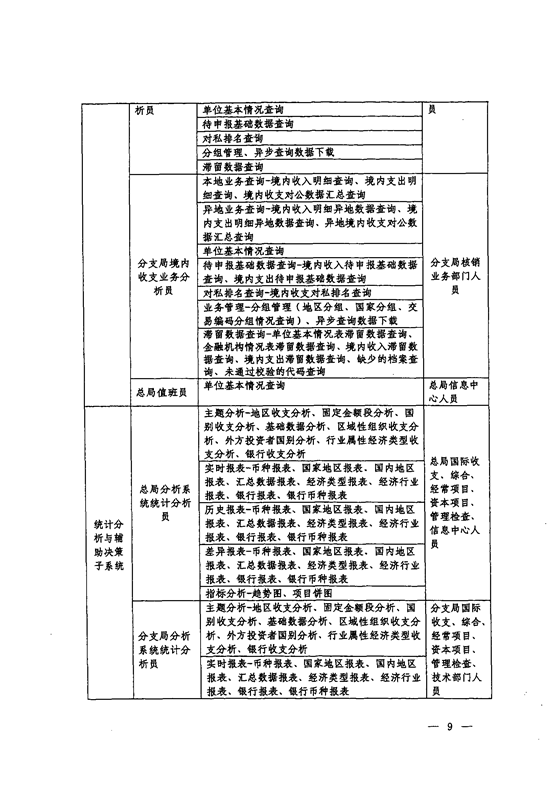 析员
单位基本情况查询
员
待申报基础数据查询
对私排名查询
分组管理、异步查询数据下载
滞留数据查询
分支局境内
收支业务分
析员
本地业务查询-境内收入明细查询、境内支出明
细查询、境内收支对公数据汇总查询
异地业务查询-境内收入明细异地数据查询、境
内支出明细异地数据查询、异地境内收支对公数
据汇总查询
单位基本情况查询
待申报基础数据查询-境内收入待申报基础数据
查询、境内支出待申报基础数据查询
对私排名查询-境内收支对私排名查询
业务管理-分组管理（地区分组、国家分组、交
易编码分组情况查询）、异步查询数据下载
滞留数据查询-单位基本情况表滞留数据查询、
金融机构情况表滞留数据查询、境内收入滞留数
据查询、境内支出滞留数据查询、缺少的档案查
询、未通过校验的代码查询
分支局核销
业务部门人
员
总局值班员
单位基本情况查询
总局信息中
心人员
统计分
析与辅
助决策
子系统
总局分析系
统统计分析
员
主题分析-地区收支分析、固定金额段分析、国
别收支分析、基础数据分析、区域性组织收支分
析、外方投资者国别分析、行业属性经济类型收
支分析、银行收支分析
实时报表-币种报表、国家地区报表、国内地区
报表、汇总数据报表、经济类型报表、经济行业
报表、银行报表、银行币种报表
历史报表-币种报表、国家地区报表、国内地区
报表、汇总数据报表、经济类型报表、经济行业
报表、银行报表、银行币种报表
差异报表-币种报表、国家地区报表、国内地区
报表、汇总数据报表、经济类型报表、经济行业
报表、银行报表、银行币种报表
指标分析-趋势图、项目饼图
总局国际收
支、综合、
经常项目、
资本项目、
管理检查、
信息中心人
员
分支局分析
系统统计分
析员
主题分析-地区收支分析、固定金额段分析、国
别收支分析、基础数据分析、区域性组织收支分
析、外方投资者国别分析、行业属性经济类型收
支分析、银行收支分析
实时报表-币种报表、国家地区报表、国内地区
报表、汇总数据报表、经济类型报表、经济行业
报表、银行报表、银行币种报表
分支局国际
收支、综合、
经常项目、
资本项目、
管理检查、
技术部门人
员
— 9 —